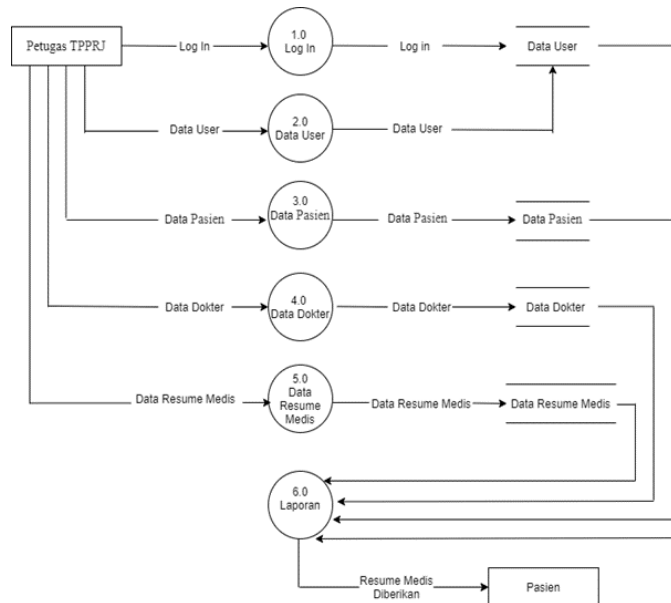 Petugas TPPRJ
Log In
1.0
Log In
Log in
Data User
Data User
2.0
Data User
Data User
Data Pasien
3.0
Data Pasien
Data Pasien
Data Pasien
Data Dokter
4.0
Data Dokter
Data Dokter
Data Dokter
Data Resume Medis
5.0
Data
Resume
Medis
Data Resume Medis
Data Resume Medis
6.0
Laporan
Resume Medis
Diberikan
Pasien